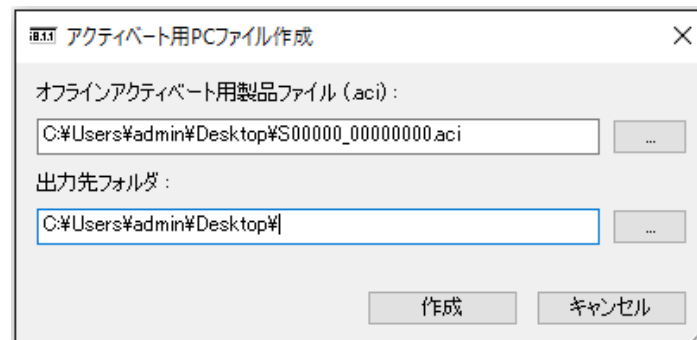 アクティベート用PCファイル作成
オフラインアクティベート用製品ファイル (.aci) :
C:¥Users¥admin¥Desktop¥S00000_00000000.aci
...
出力先フォルダ :
C:¥Users¥admin¥Desktop¥
...
作成
キャンセル